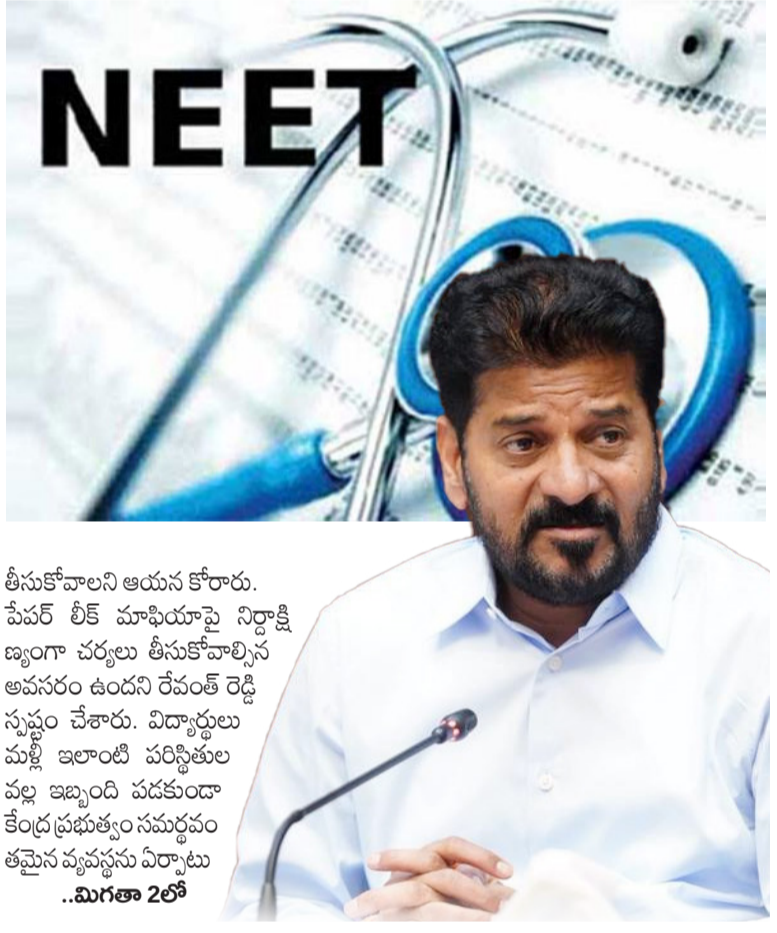 NEET
తీసుకోవాలని ఆయన కోరారు.
పేపర్ లీక్ మాఫియాపై నిర్దాక్షి
ణ్యంగా చర్యలు తీసుకోవాల్సిన
అవసరం ఉందని రేవంత్ రెడ్డి
స్పష్టం చేశారు. విద్యార్థులు
మళ్లీ ఇలాంటి పరిస్థితుల
వల్ల ఇబ్బంది పడకుండా
కేంద్ర ప్రభుత్వం సమర్థవం
తమైన వ్యవస్థను ఏర్పాటు
..మిగతా 2లో